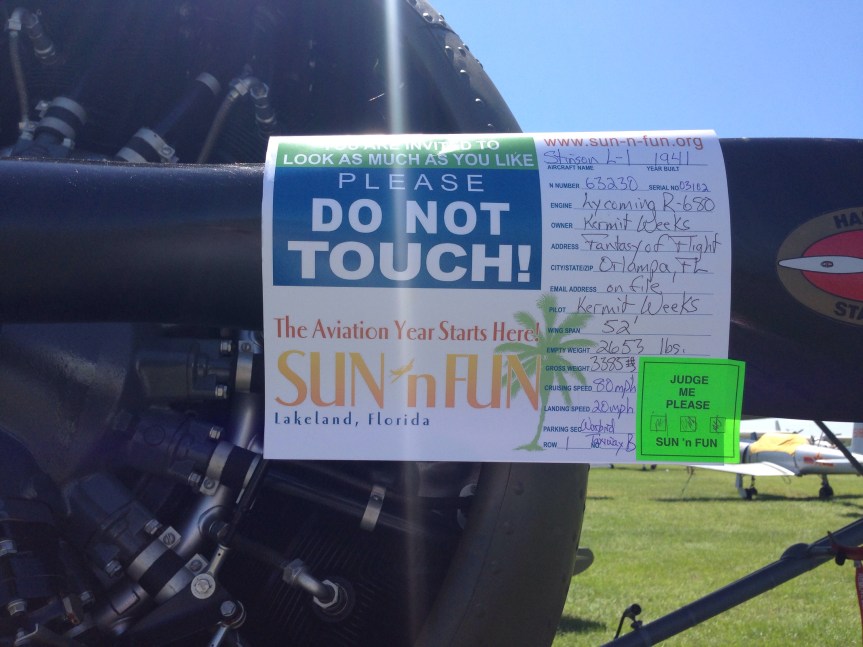 YOU ARE INVITED TO
LOOK AS MUCH AS YOU LIKE
PLEASE
DO NOT
TOUCH!
The Aviation Year Starts Here!
SUN 'n FUN
Lakeland, Florida
www.sun-n-fun.org
Stinson L-1 1941
AIRCRAFT NAME YEAR BUILT
N NUMBER 63230 SERIAL NO 03102
ENGINE Lycoming R-680
OWNER Kermit Weeks
ADDRESS Fantasy of Flight
CITY/STATE/ZIP Orlampa, FL
EMAIL ADDRESS on file
PILOT Kermit Weeks
WING SPAN 52'
EMPTY WEIGHT 2653 lbs.
GROSS WEIGHT 3385#
CRUISING SPEED 80mph
LANDING SPEED 20mph
PARKING SEC Warbird
ROW 1 Taxiway B
JUDGE
ME
PLEASE
SUN 'n FUN